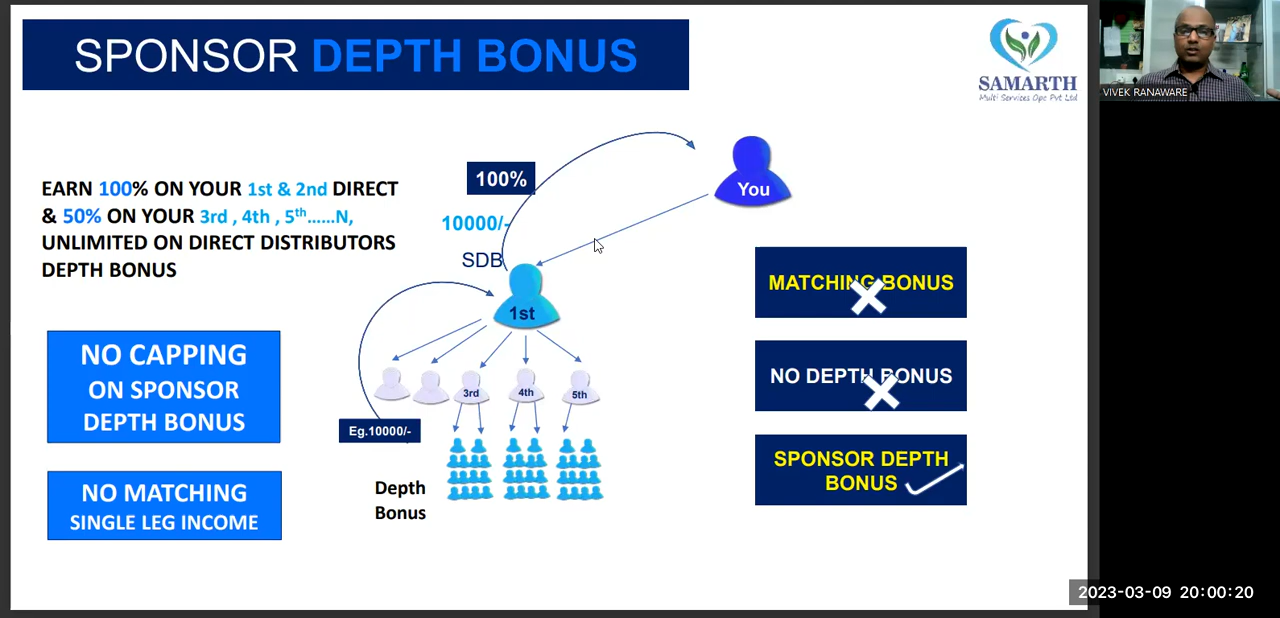 SPONSOR DEPTH BONUS
SAMARTH
Multi Services Opc Pvt Ltd
VIVEK RANAWARE
EARN 100% ON YOUR 1st & 2nd DIRECT
& 50% ON YOUR 3rd , 4th , 5th......N,
UNLIMITED ON DIRECT DISTRIBUTORS
DEPTH BONUS
100%
10000/-
SDB
You
1st
MATCHING BONUS
NO DEPTH BONUS
SPONSOR DEPTH
BONUS
NO CAPPING
ON SPONSOR
DEPTH BONUS
3rd
4th
5th
Eg.10000/-
NO MATCHING
SINGLE LEG INCOME
Depth
Bonus
2023-03-09 20:00:20